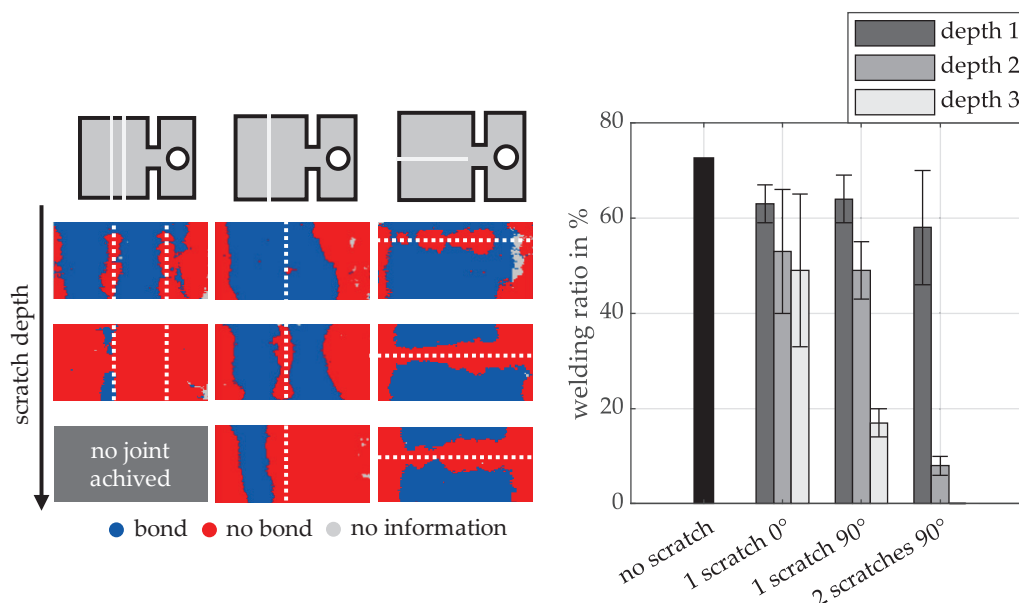 scratch depth
no joint
achived
bond
no bond
no information
depth 1
depth 2
depth 3
welding ratio in %
80
60
40
20
0
no scratch
1 scratch 0°
1 scratch 90°
2 scratches 90°